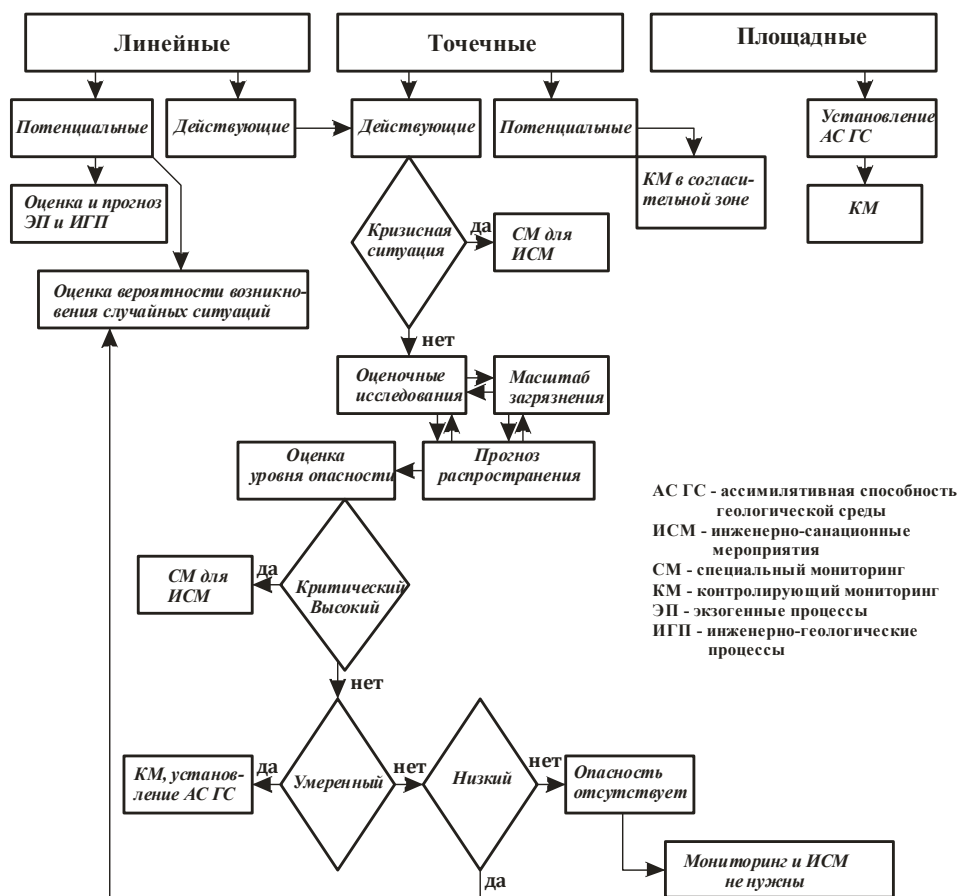 Линейные
Точечные
Площадные
Потенциальные
Действующие
Действующие
Потенциальные
Установление
АС ГС
Оценка и прогноз
ЭП и ИГП
КМ в согласи-
тельной зоне
КМ
Кризисная
ситуация
да
СМ для
ИСМ
Оценка вероятности возникно-
вения случайных ситуаций
нет
Оценочные
исследования
Масштаб
загрязнения
Оценка
уровня опасности
Прогноз
распространения
АС ГС - ассимилятивная способность
геологической среды
ИСМ - инженерно-санационные
мероприятия
СМ - специальный мониторинг
КМ - контролирующий мониторинг
ЭП - экзогенные процессы
ИГП - инженерно-геологические
процессы
СМ для
ИСМ
да
Критический
Высокий
нет
КМ, установ-
ление АС ГС
да
Умеренный
нет
Низкий
нет
Опасность
отсутствует
да
Мониторинг и ИСМ
не нужны